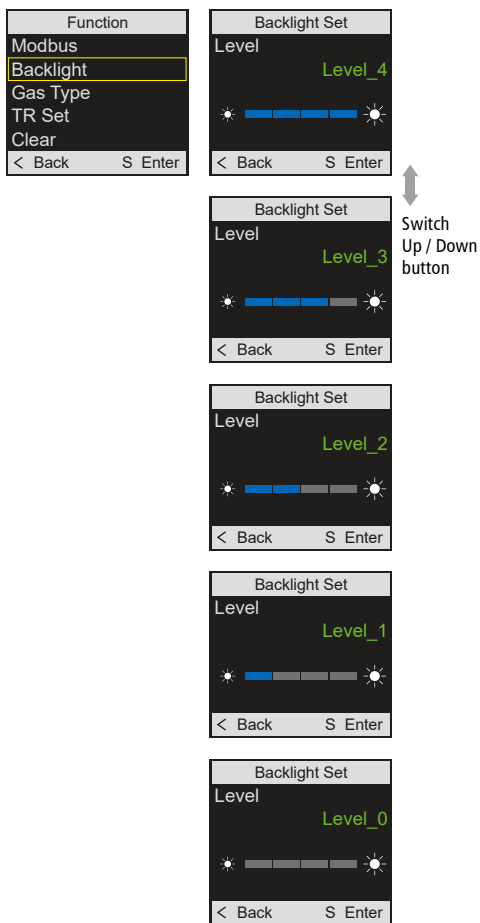 Function
Modbus
Backlight
Gas Type
TR Set
Clear
< Back S Enter
Backlight Set
Level
Level_4
< Back S Enter
Switch
Up / Down
button
Backlight Set
Level
Level_3
< Back S Enter
Backlight Set
Level
Level_2
< Back S Enter
Backlight Set
Level
Level_1
< Back S Enter
Backlight Set
Level
Level_0
< Back S Enter